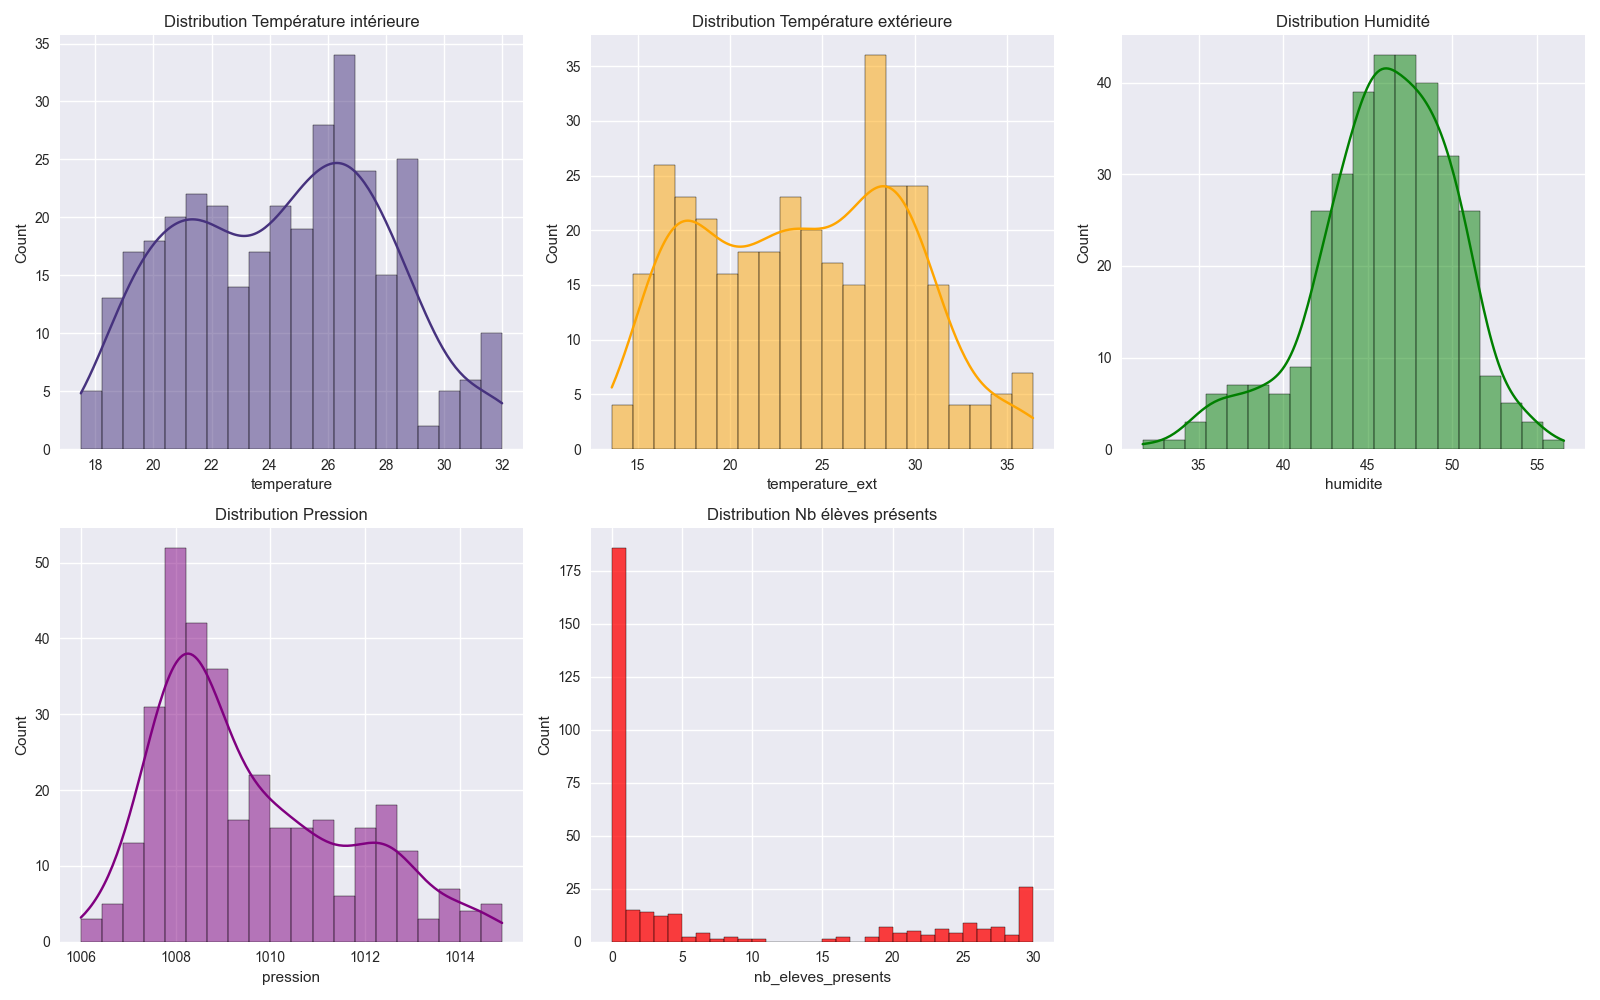 Distribution Température intérieure
Count
35
30
25
20
15
10
5
0
18 20 22 24 26 28 30 32
temperature
Distribution Température extérieure
Count
35
30
25
20
15
10
5
0
15 20 25 30 35
temperature_ext
Distribution Humidité
Count
40
30
20
10
0
35 40 45 50 55
humidite
Distribution Pression
Count
50
40
30
20
10
0
1006 1008 1010 1012 1014
pression
Distribution Nb élèves présents
Count
175
150
125
100
75
50
25
0
0 5 10 15 20 25 30
nb_eleves_presents